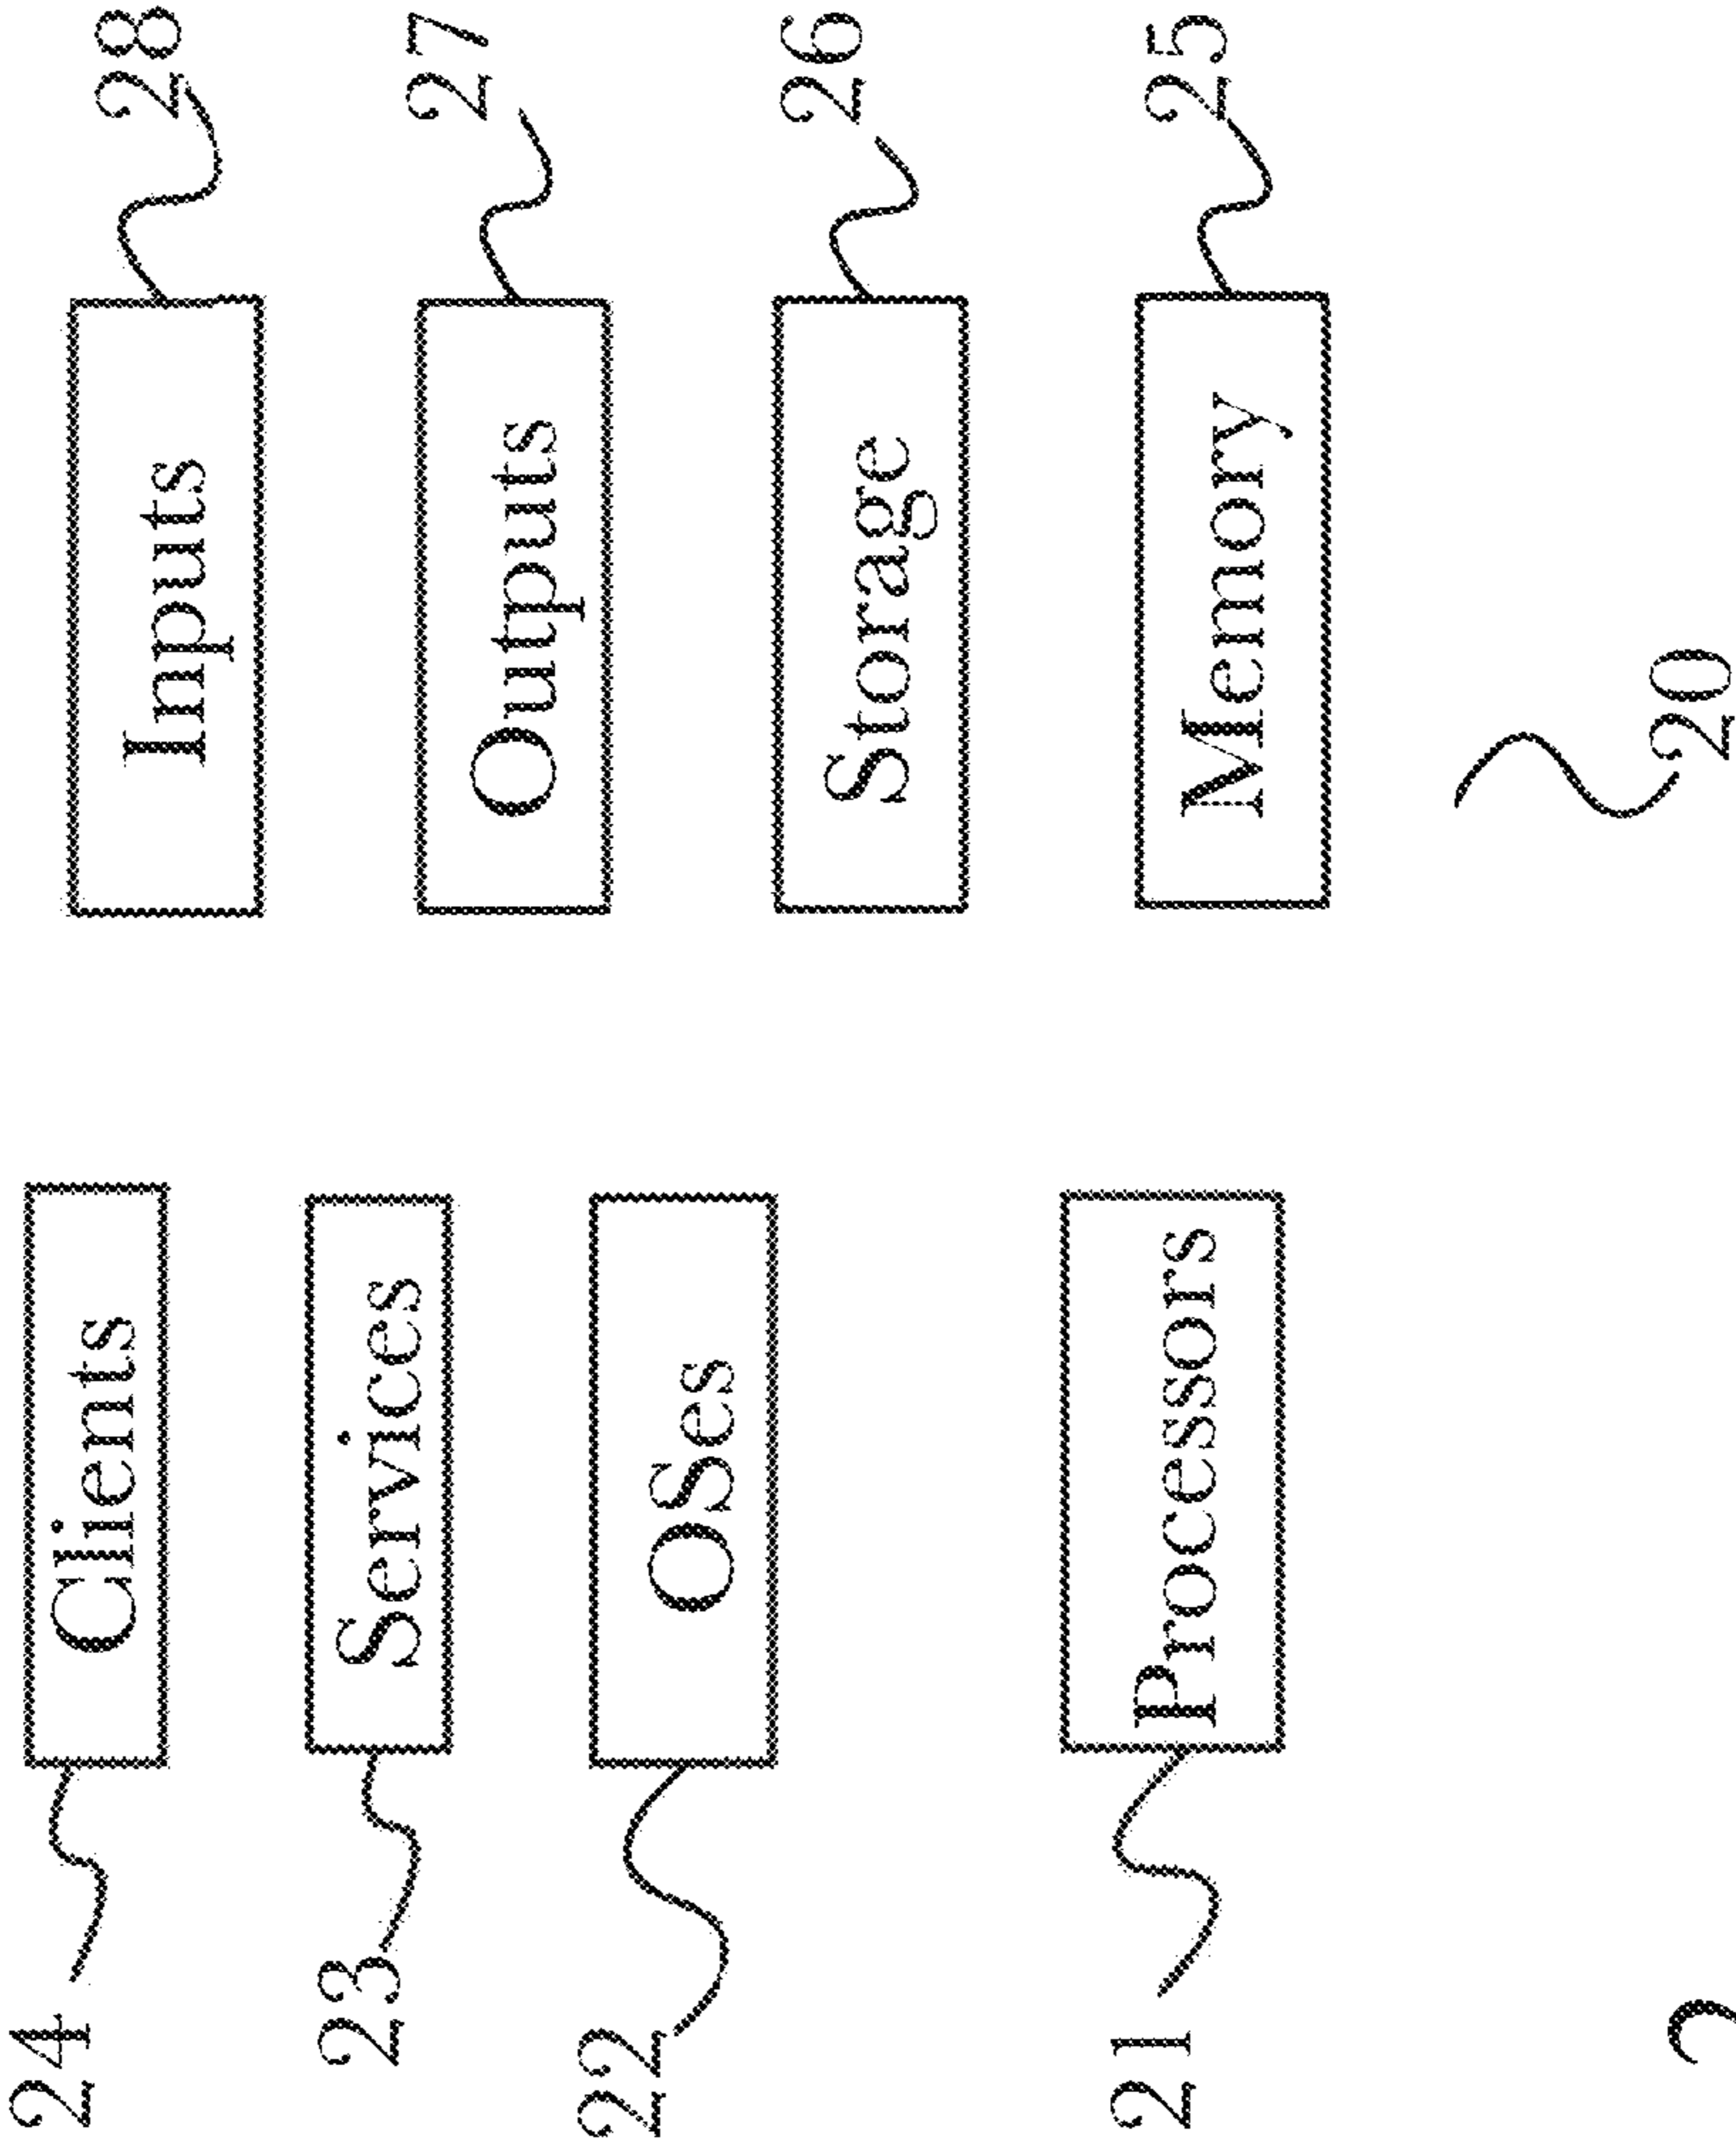 24 Clients
23 Services
22 OSes
21 Processors
Inputs 28
Outputs 27
Storage 26
Memory 25
20